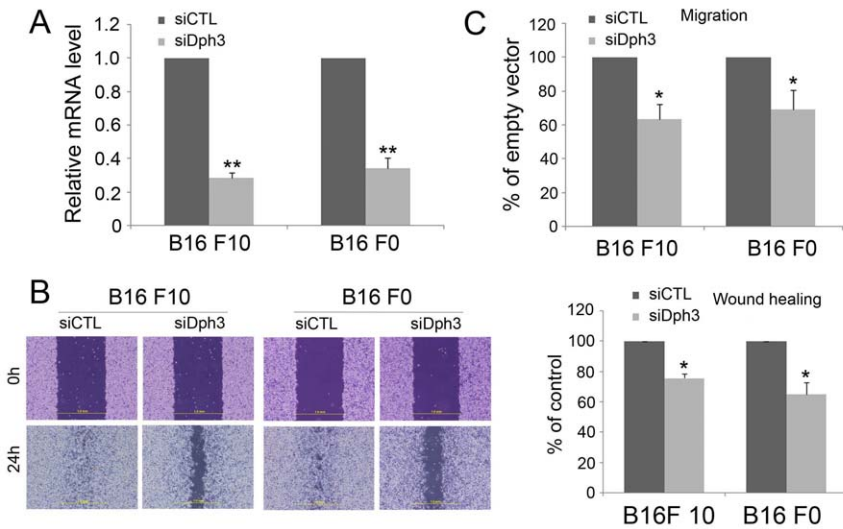 A
siCTL
siDph3
Relative mRNA level
1.2
1.0
0.8
0.6
0.4
0.2
0
**
**
B16 F10
B16 F0
B
B16 F10
B16 F0
siCTL
siDph3
siCTL
siDph3
0h
24h
C
siCTL
siDph3
Migration
% of empty vector
120
100
80
60
40
20
0
*
*
B16 F10
B16 F0
siCTL
siDph3
Wound healing
% of control
120
100
80
60
40
20
0
*
*
B16F 10
B16 F0